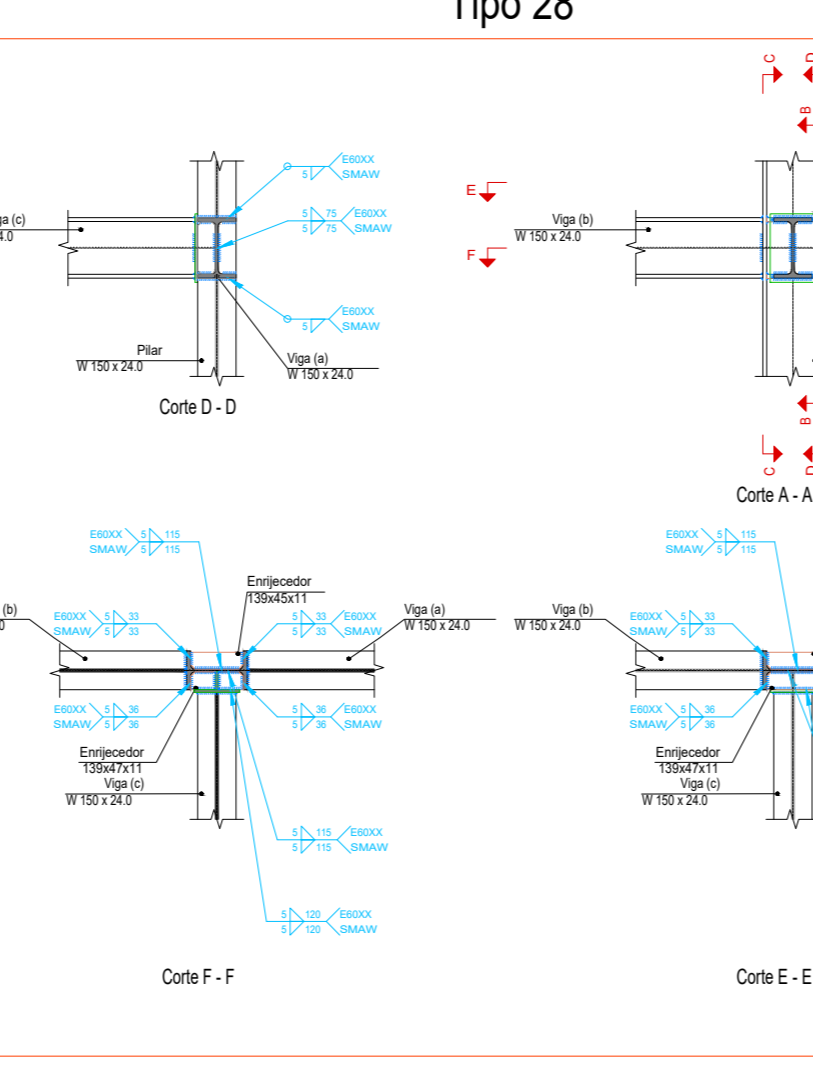 Tipo 28
C
D
B
E60XX
5
SMAW
5 75 E60XX
5 75 SMAW
E60XX
5
SMAW
(c)
Pilar
W 150 x 24.0
Viga (a)
W 150 x 24.0
Corte D - D
E
F
Viga (b)
W 150 x 24.0
B
C
D
Corte A - A
E60XX 5 115
SMAW 5 115
Enrijecedor
139x45x11
(b)
E60XX 5 33
SMAW 5 33
5 33 E60XX
5 33 SMAW
Viga (a)
W 150 x 24.0
E60XX 5 36
SMAW 5 36
5 36 E60XX
5 36 SMAW
Enrijecedor
139x47x11
Viga (c)
W 150 x 24.0
5 115 E60XX
5 115 SMAW
5 120 E60XX
5 120 SMAW
Corte F - F
E60XX 5 115
SMAW 5 115
Viga (b)
W 150 x 24.0
E60XX 5 33
SMAW 5 33
E60XX 5 36
SMAW 5 36
Enrijecedor
139x47x11
Viga (c)
W 150 x 24.0
Corte E - E